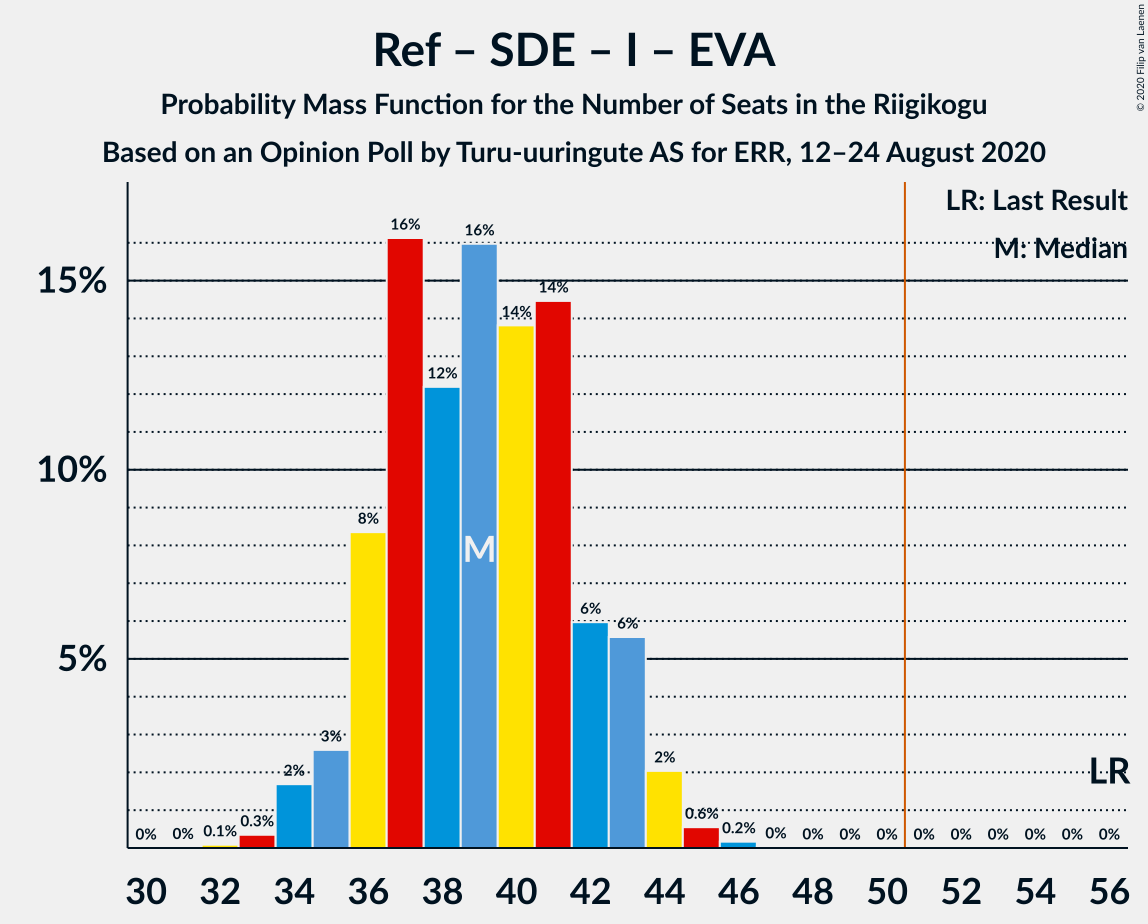 Ref – SDE – I – EVA
Probability Mass Function for the Number of Seats in the Riigikogu
Based on an Opinion Poll by Turu-uuringute AS for ERR, 12–24 August 2020
© 2020 Filip van Laenen
LR: Last Result
M: Median
15%
10%
5%
0% 0% 0.1% 0.3% 2% 3% 8% 16% 12% 16% 14% 14% 6% 6% 2% 0.6% 0.2% 0% 0% 0% 0% 0% 0% 0% 0% 0% 0%
M
LR
30 32 34 36 38 40 42 44 46 48 50 52 54 56